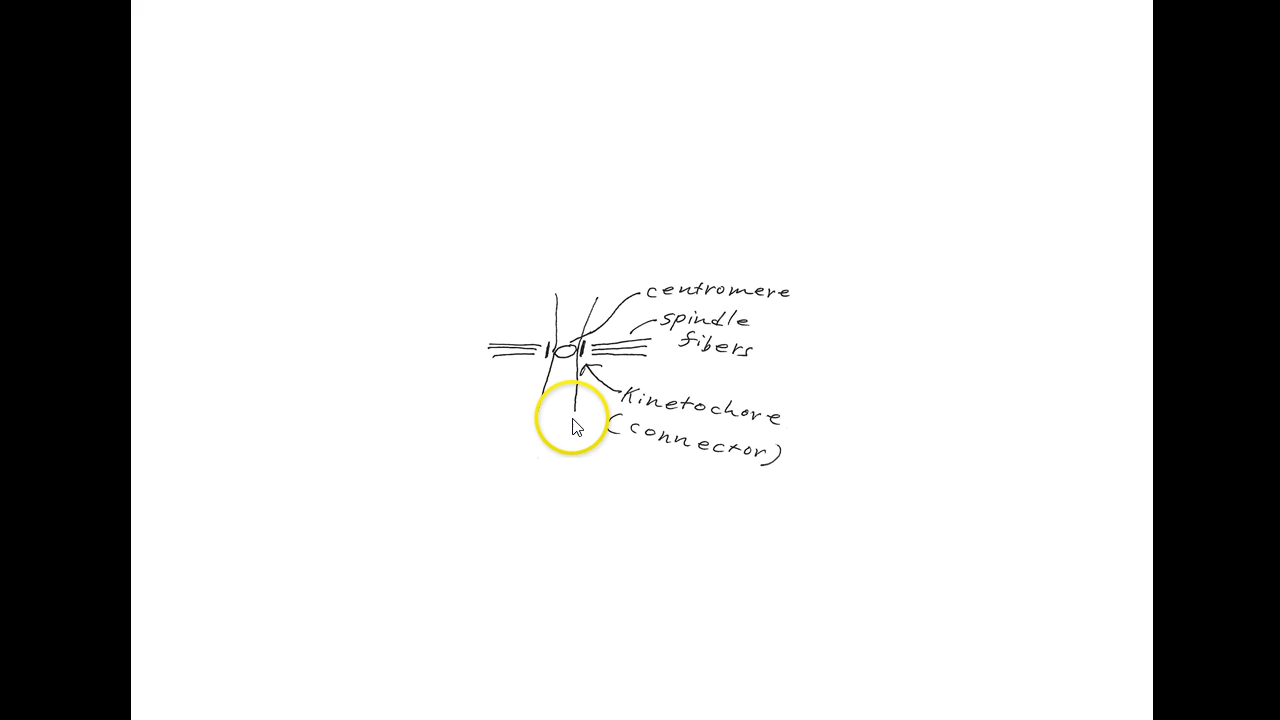 centromere
spindle
fibers
Kinetochore
(connector)